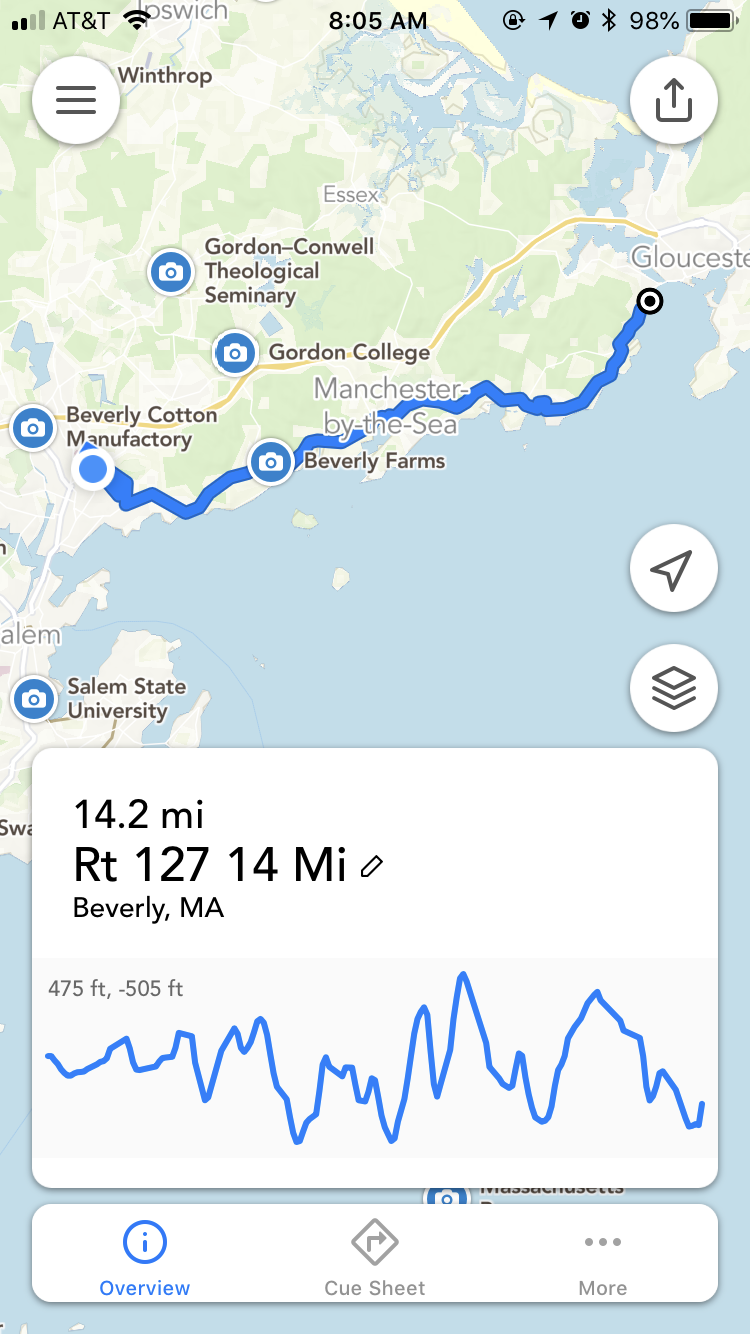 AT&T 8:05 AM 98%
Ipswich
Winthrop
Essex
Gordon–Conwell
Theological
Seminary
Glouceste
Gordon College
Manchester-
by-the-Sea
Beverly Cotton
Manufactory
Beverly Farms
alem
Salem State
University
Swa
14.2 mi
Rt 127 14 Mi
Beverly, MA
475 ft, -505 ft
Massachusetts
Overview
Cue Sheet
More